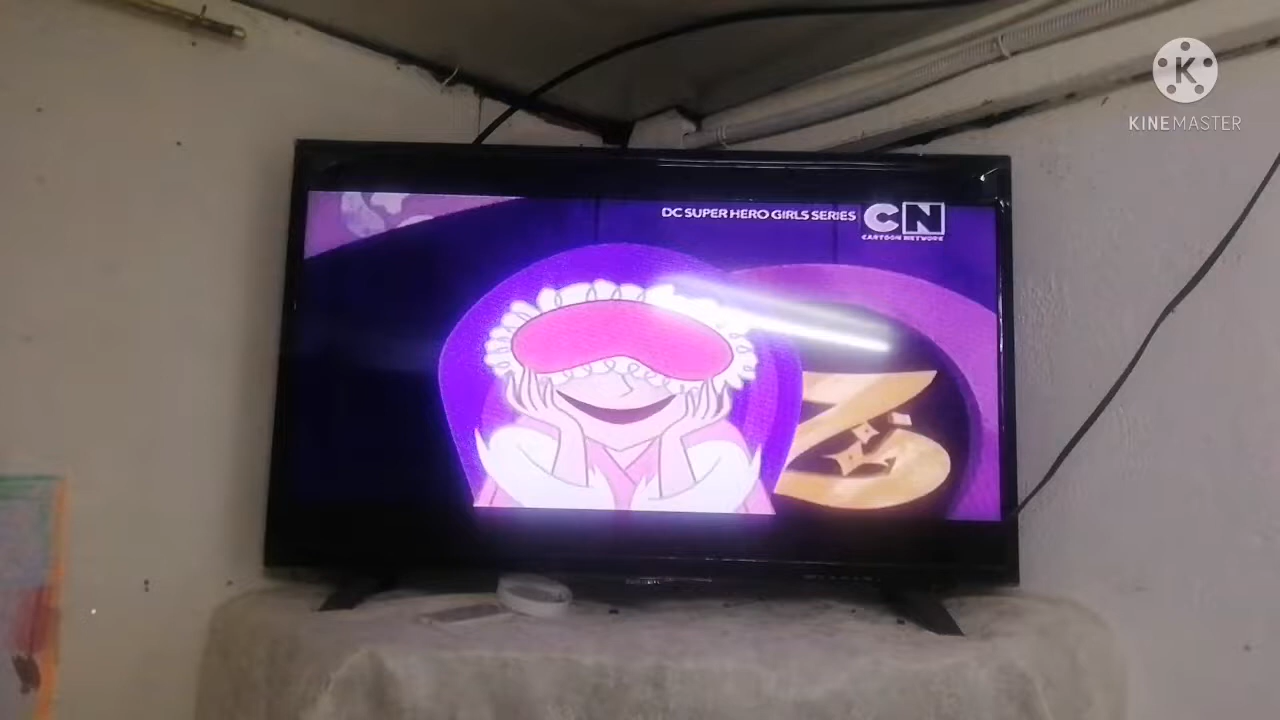 K
KINEMASTER
DC SUPER HERO GIRLS SERIES
CN
CARTOON NETWORK